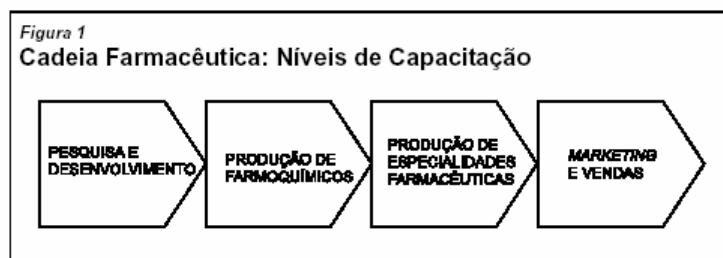 Figura 1
Cadeia Farmacêutica: Níveis de Capacitação
PESQUISA E
DESENVOLVIMENTO
PRODUÇÃO DE
FARMOQUÍMICOS
PRODUÇÃO DE
ESPECIALIDADES
FARMACÊUTICAS
MARKETING
E VENDAS